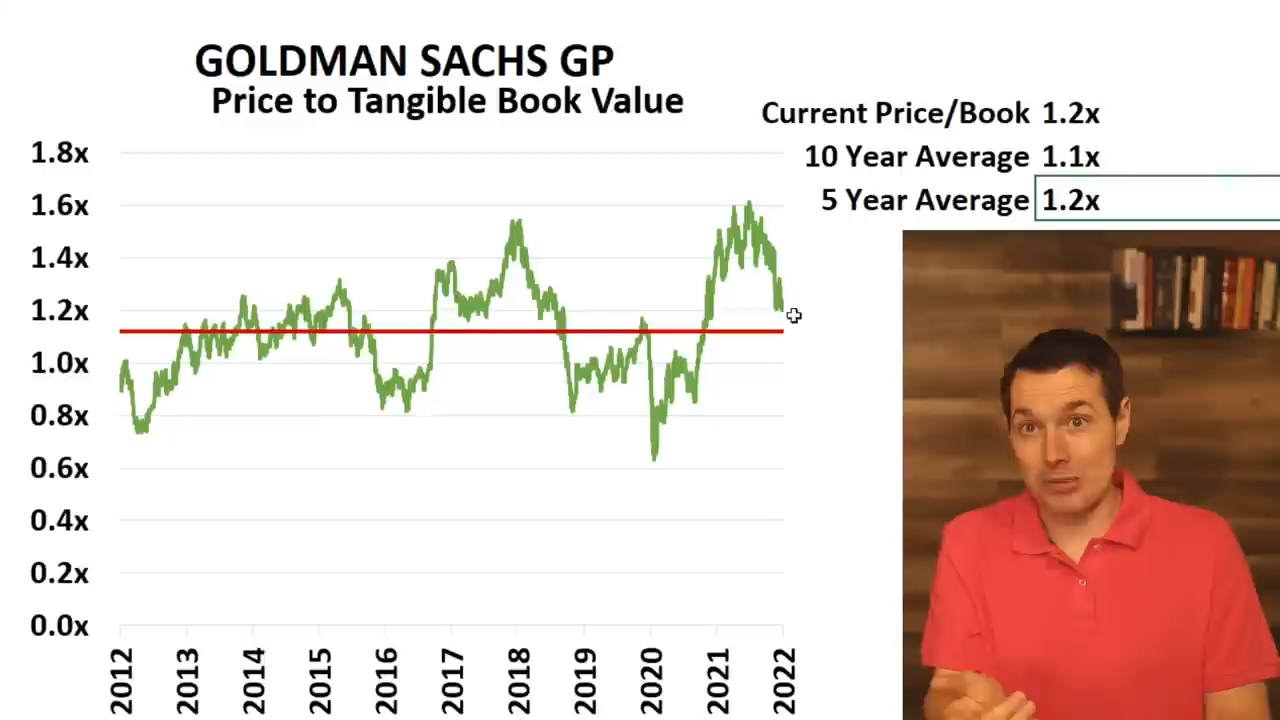 GOLDMAN SACHS GP
Price to Tangible Book Value
Current Price/Book 1.2x
10 Year Average 1.1x
5 Year Average 1.2x
1.8x
1.6x
1.4x
1.2x
1.0x
0.8x
0.6x
0.4x
0.2x
0.0x
2012
2013
2014
2015
2016
2017
2018
2019
2020
2021
2022